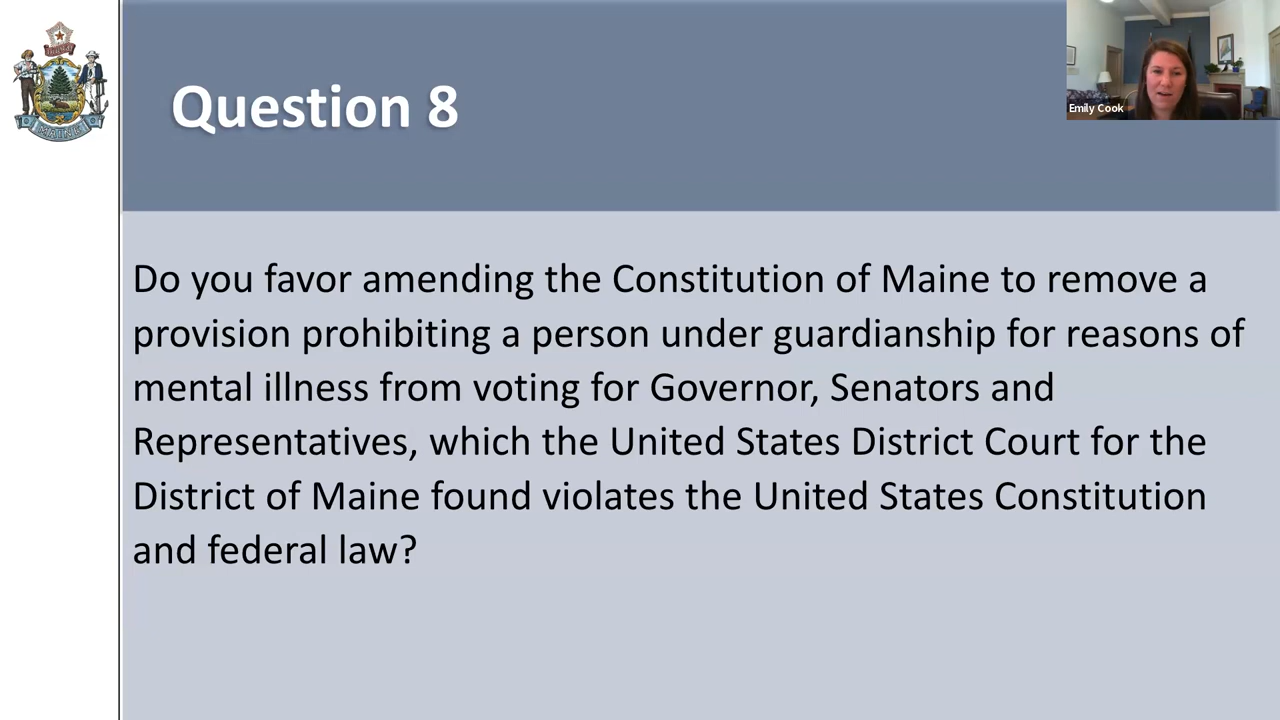 Question 8
Emily Cook
MAINE
Do you favor amending the Constitution of Maine to remove a
provision prohibiting a person under guardianship for reasons of
mental illness from voting for Governor, Senators and
Representatives, which the United States District Court for the
District of Maine found violates the United States Constitution
and federal law?